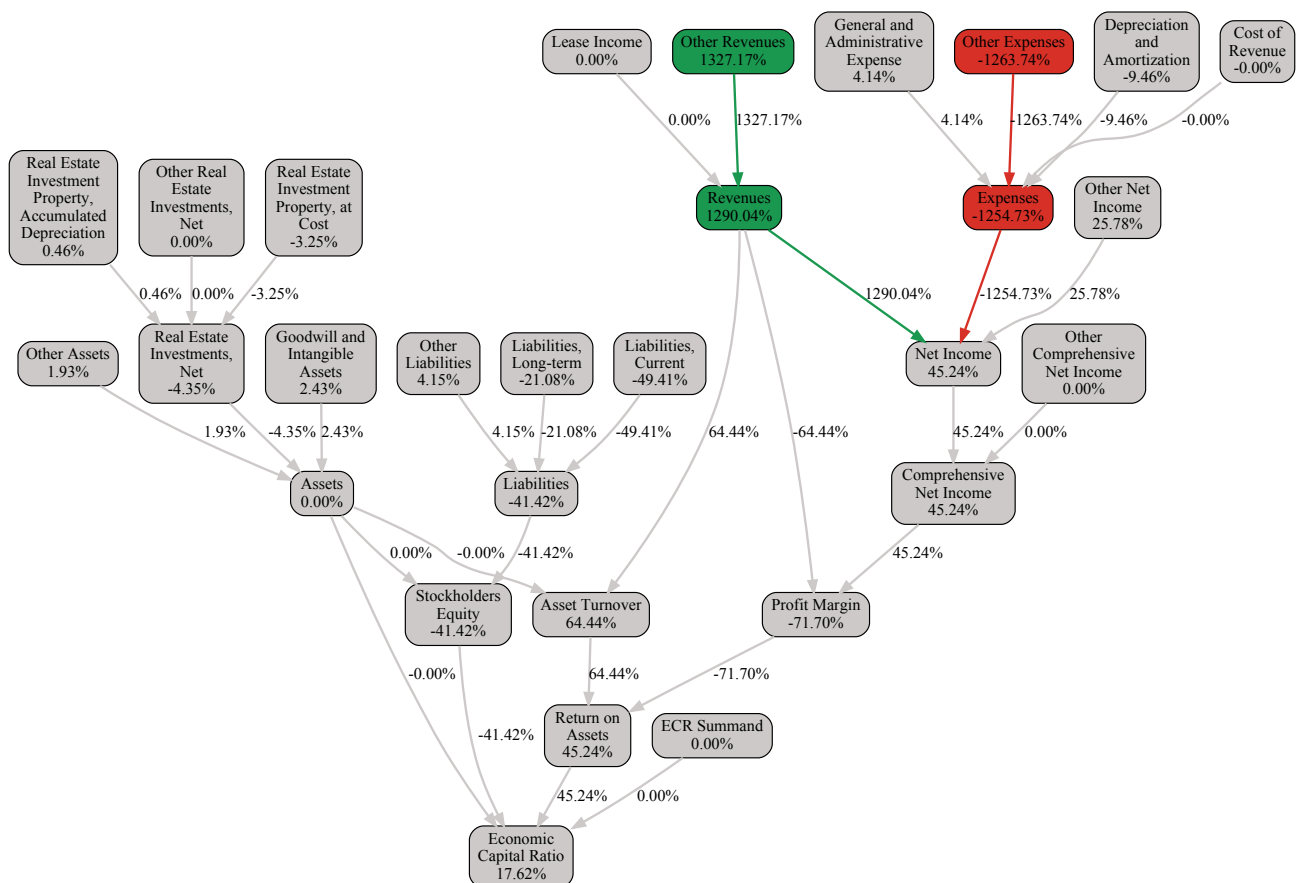 Lease Income
0.00%
Other Revenues
1327.17%
General and
Administrative
Expense
4.14%
Other Expenses
-1263.74%
Depreciation
and
Amortization
-9.46%
Cost of
Revenue
-0.00%
0.00%
1327.17%
4.14%
-1263.74%
-9.46%
-0.00%
Real Estate
Investment
Property,
Accumulated
Depreciation
0.46%
Other Real
Estate
Investments,
Net
0.00%
Real Estate
Investment
Property, at
Cost
-3.25%
Revenues
1290.04%
Expenses
-1254.73%
Other Net
Income
25.78%
0.46%
0.00%
-3.25%
1290.04%
-1254.73%
25.78%
Other Assets
1.93%
Real Estate
Investments,
Net
-4.35%
Goodwill and
Intangible
Assets
2.43%
Other
Liabilities
4.15%
Liabilities,
Long-term
-21.08%
Liabilities,
Current
-49.41%
Net Income
45.24%
Other
Comprehensive
Net Income
0.00%
1.93%
-4.35%
2.43%
4.15%
-21.08%
-49.41%
64.44%
-64.44%
45.24%
0.00%
Assets
0.00%
Liabilities
-41.42%
Comprehensive
Net Income
45.24%
0.00%
-0.00%
-41.42%
45.24%
Stockholders
Equity
-41.42%
Asset Turnover
64.44%
Profit Margin
-71.70%
-0.00%
64.44%
-71.70%
-41.42%
Return on
Assets
45.24%
ECR Summand
0.00%
45.24%
0.00%
Economic
Capital Ratio
17.62%